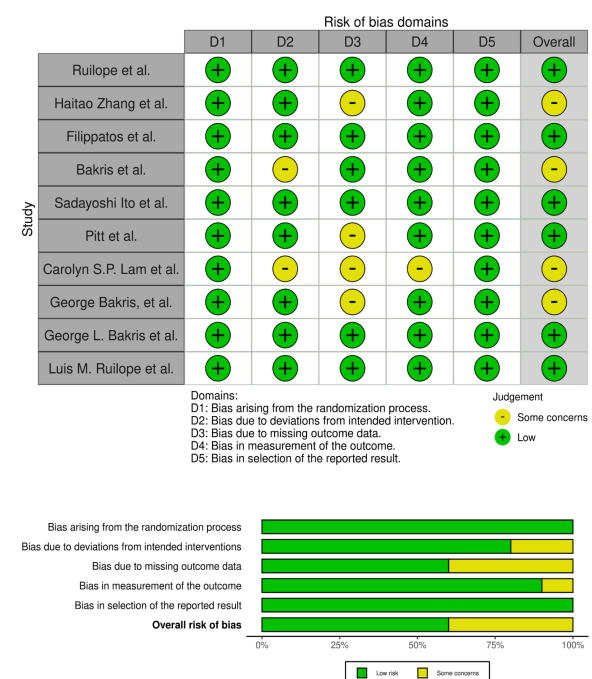 Risk of bias domains
D1 D2 D3 D4 D5 Overall
Study
Ruilope et al. + + + + + +
Haitao Zhang et al. + + - + + -
Filippatos et al. + + + + + +
Bakris et al. + - + + + -
Sadayoshi Ito et al. + + + + + +
Pitt et al. + + - + + +
Carolyn S.P. Lam et al. + - - - + -
George Bakris, et al. + + - + + -
George L. Bakris et al. + + + + + +
Luis M. Ruilope et al. + + + + + +
Domains:
D1: Bias arising from the randomization process.
D2: Bias due to deviations from intended intervention.
D3: Bias due to missing outcome data.
D4: Bias in measurement of the outcome.
D5: Bias in selection of the reported result.
Judgement
- Some concerns
+ Low
Bias arising from the randomization process
Bias due to deviations from intended interventions
Bias due to missing outcome data
Bias in measurement of the outcome
Bias in selection of the reported result
Overall risk of bias
0% 25% 50% 75% 100%
Low risk Some concerns